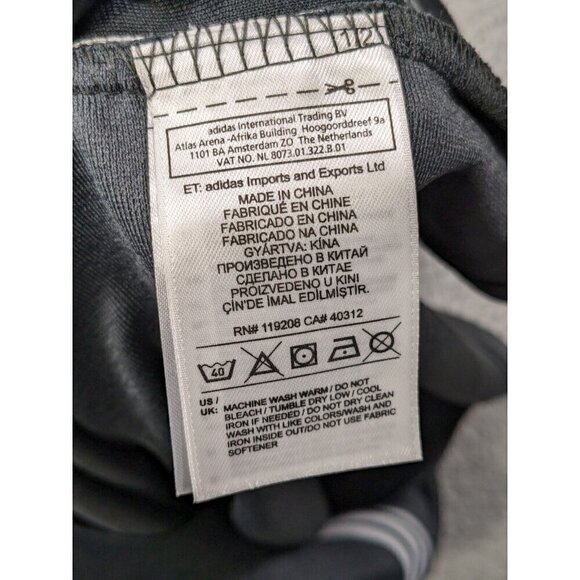 1/2
adidas International Trading BV
Atlas Arena -Afrika Building Hoogoorddreef 9a
1101 BA Amsterdam ZO The Netherlands
VAT NO. NL 8073.01.322.B.01
ET: adidas Imports and Exports Ltd
MADE IN CHINA
FABRIQUÉ EN CHINE
FABRICADO EN CHINA
FABRICADO NA CHINA
GYÁRTVA: KÍNA
ПРОИЗВЕДЕНО В КИТАЙ
СДЕЛАНО В КИТАЕ
PROIZVEDENO U KINI
ÇİN'DE İMAL EDİLMİŞTİR.
RN# 119208 CA# 40312
40
US / UK: MACHINE WASH WARM / DO NOT
BLEACH / TUMBLE DRY LOW / COOL
IRON IF NEEDED / DO NOT DRY CLEAN
WASH WITH LIKE COLORS/WASH AND
IRON INSIDE OUT/DO NOT USE FABRIC
SOFTENER